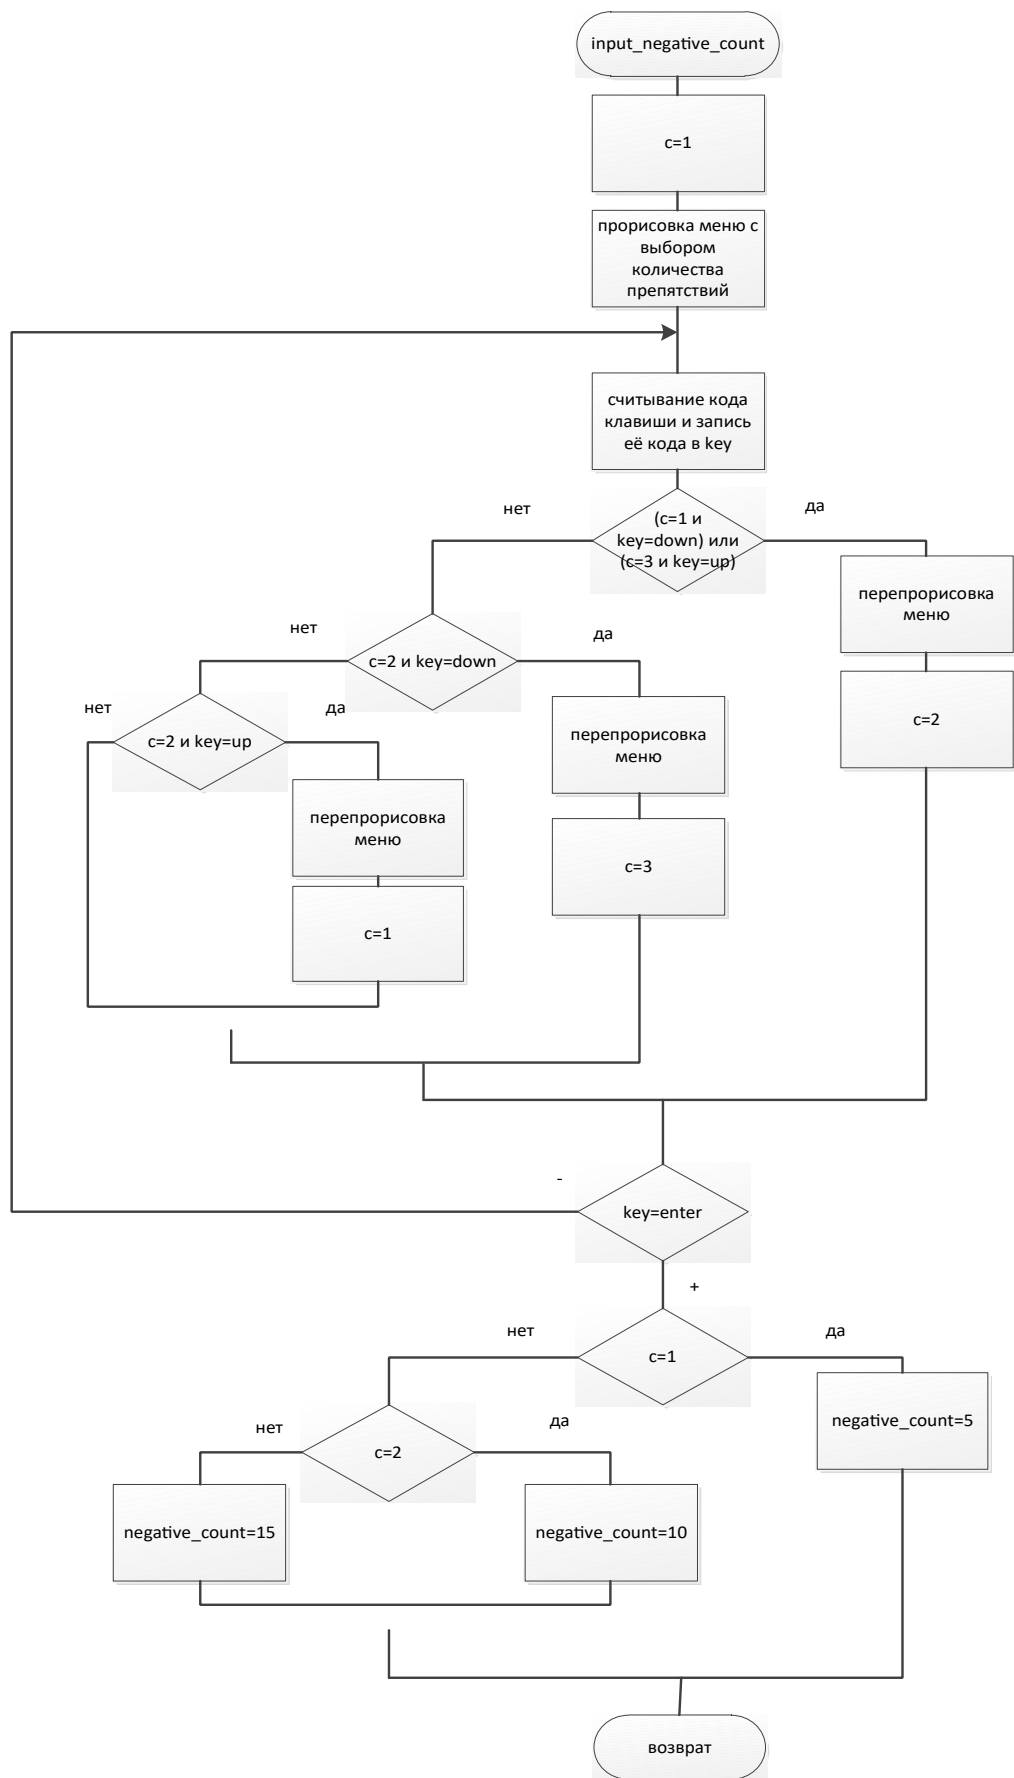 input_negative_count
c=1
прорисовка меню с
выбором
количества
препятствий
считывание кода
клавиши и запись
её кода в key
нет
(c=1 и
key=down) или
(c=3 и key=up)
да
перепрорисовка
меню
c=2
нет
c=2 и key=down
да
перепрорисовка
меню
c=3
нет
c=2 и key=up
да
перепрорисовка
меню
c=1
-
key=enter
+
нет
c=1
да
negative_count=5
нет
c=2
да
negative_count=15
negative_count=10
возврат